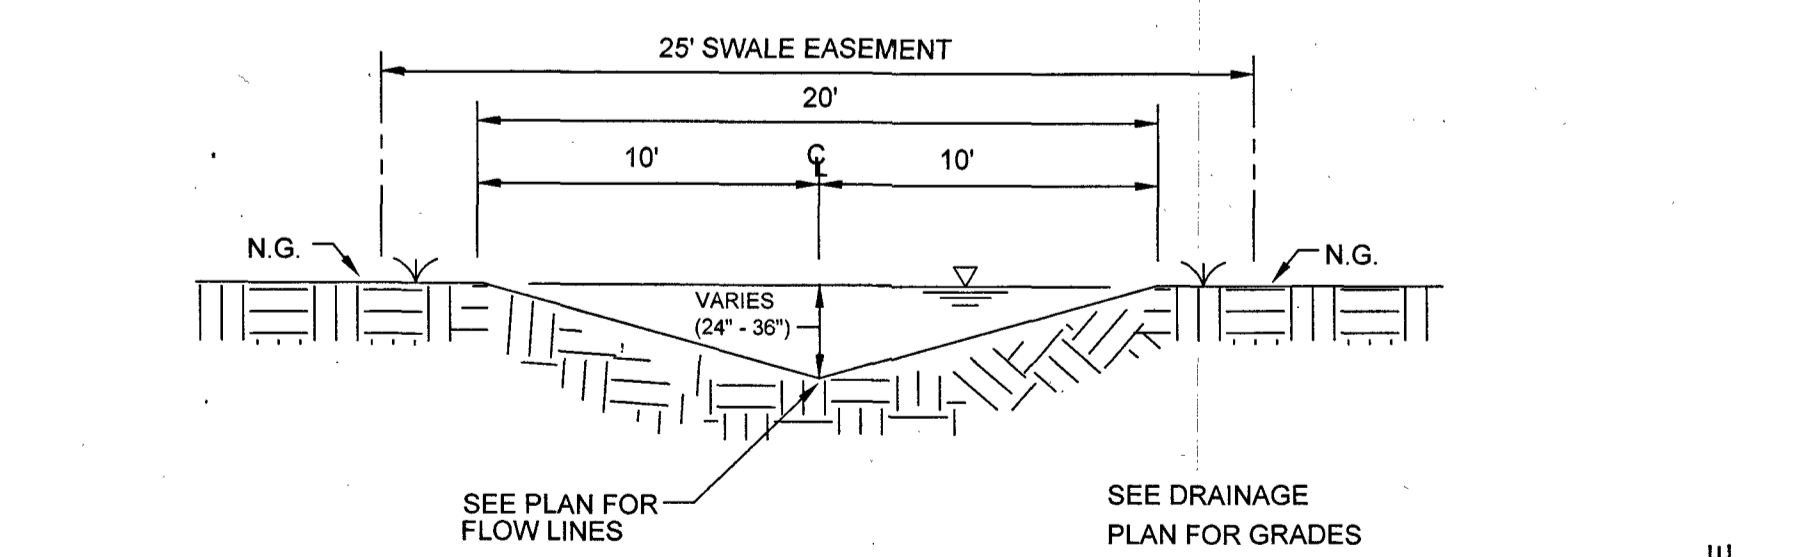 25' SWALE EASEMENT
20'
10' ℄ 10'
N.G.
N.G.
VARIES
(24" - 36")
SEE PLAN FOR
FLOW LINES
SEE DRAINAGE
PLAN FOR GRADES